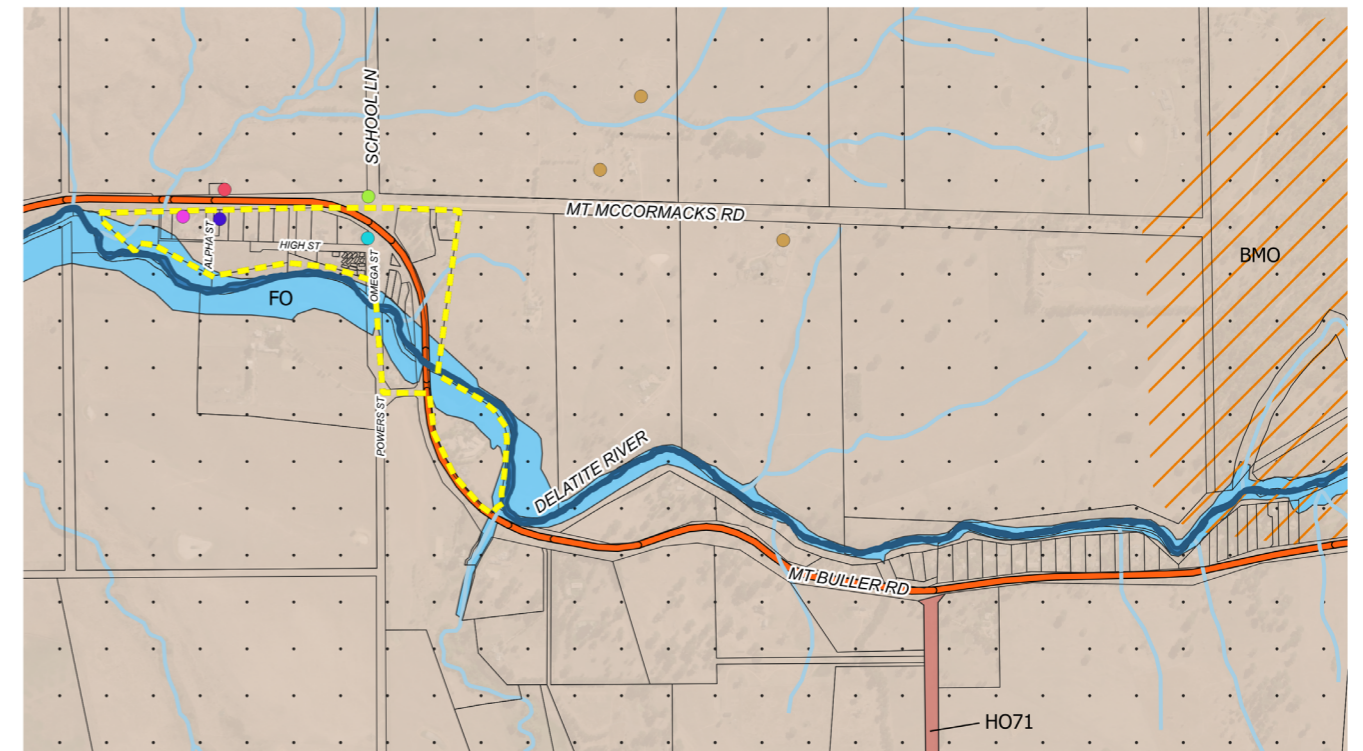 SCHOOL LN
MT MCCORMACKS RD
ALPHA ST
HIGH ST
OMEGA ST
BMO
FO
POWERS ST
DELATITE RIVER
MT BULLER RD
HO71